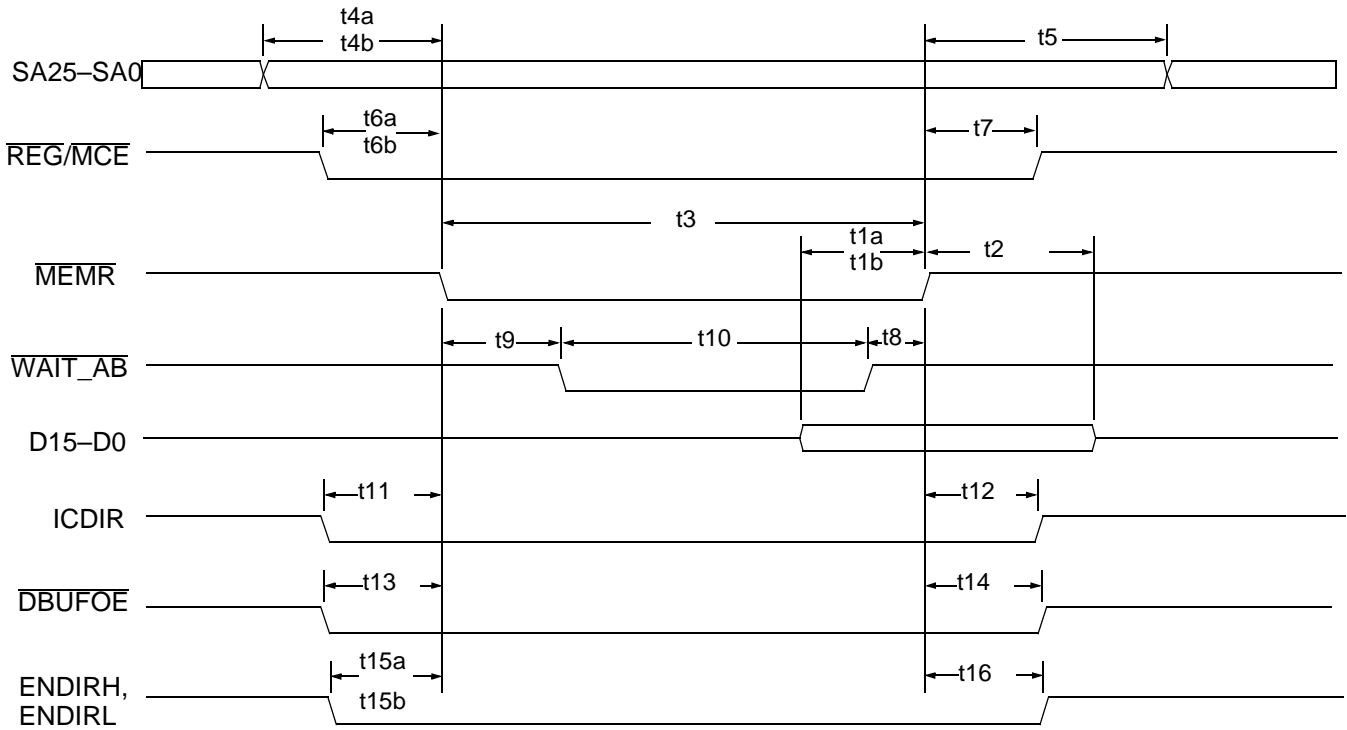 t4a
t4b
t5
SA25–SA0
t6a
t6b
t7
REG/MCE
t3
t1a
t1b
t2
MEMR
t9
t10
t8
WAIT_AB
D15–D0
t11
t12
ICDIR
t13
t14
DBUFOE
t15a
t15b
t16
ENDIRH,
ENDIRL